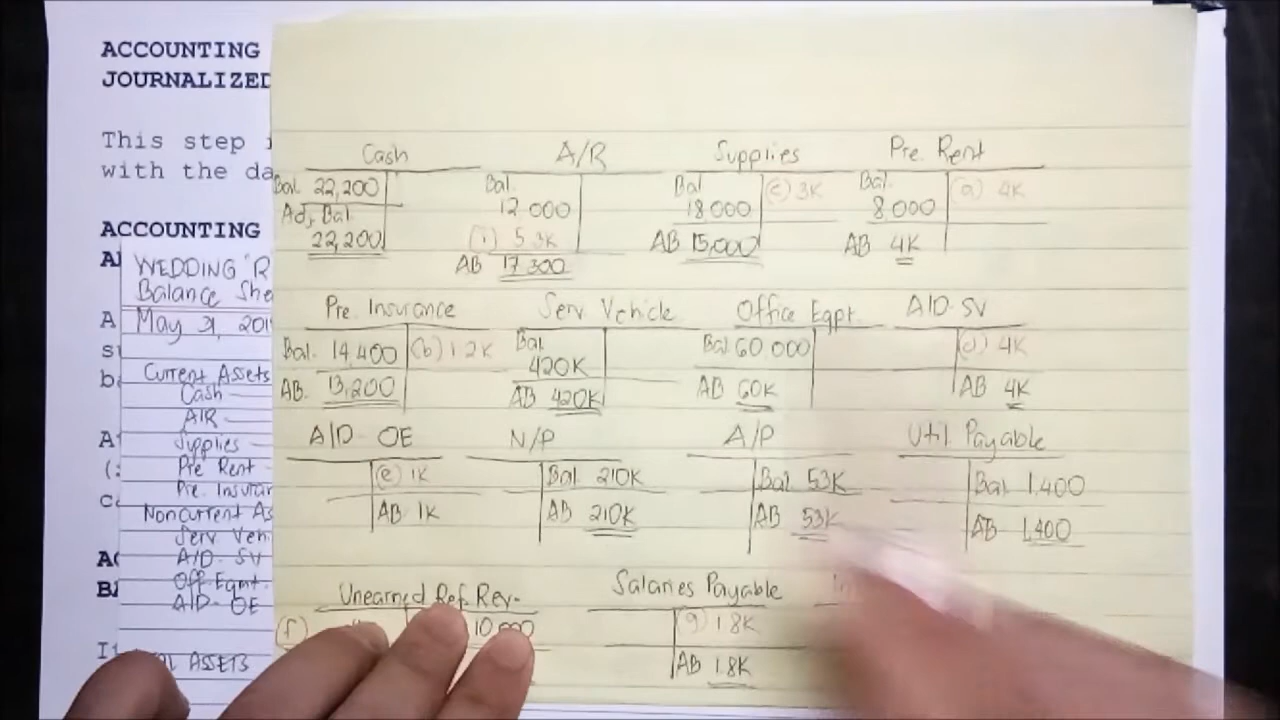 ACCOUNTING
JOURNALIZED
This step
with the da
ACCOUNTING
WEDDING "R
Balance She
May 31, 201
Current Assets
Cash
A/R
Supplies
Pre Rent
Pre. Insuran
Noncurrent As
Serv Veh
A/D- SV
Off. Eqmt.
A/D- OE
ASSETS
Cash
Bal. 22,200
Adj. Bal.
22,200
A/R
Bal.
12 000
(i) 5.3K
AB 17 300
Supplies
Bal (c) 3K
18 000
AB 15,000
Pre. Rent
Bal. (a) 4K
8,000
AB 4K
Pre. Insurance
Bal. 14,400 (b) 1.2K
AB. 13,200
Serv Vehicle
Bal.
420K
AB 420K
Office Eqpt.
Bal 60 000
AB 60K
A/D- SV
(d) 4K
AB 4K
A/D- OE
(e) 1K
AB 1K
N/P
Bal 210K
AB 210K
A/P
Bal 53K
AB 53K
Util. Payable
Bal 1,400
AB 1,400
Unearned Ref. Rev.
(f) 10,000
Salaries Payable
(g) 1.8K
AB 1.8K